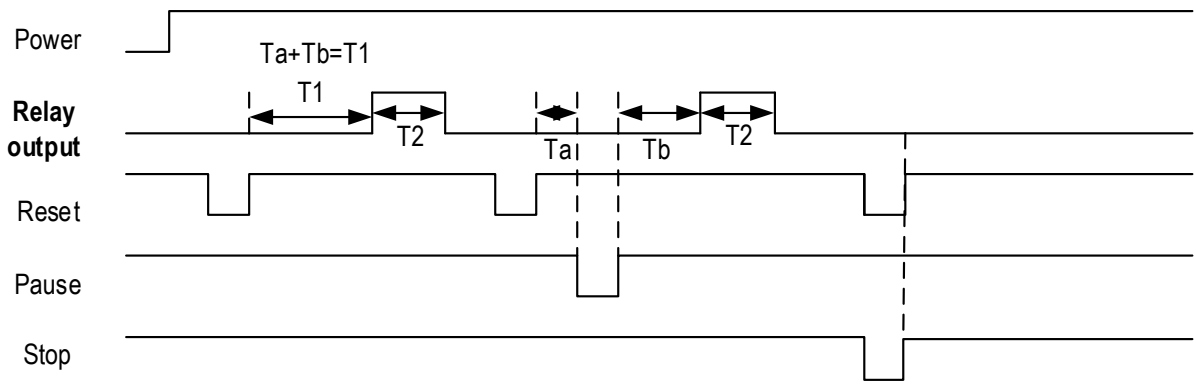 Power
Ta+Tb=T1
T1
Relay
output
T2
Ta
Tb
T2
Reset
Pause
Stop